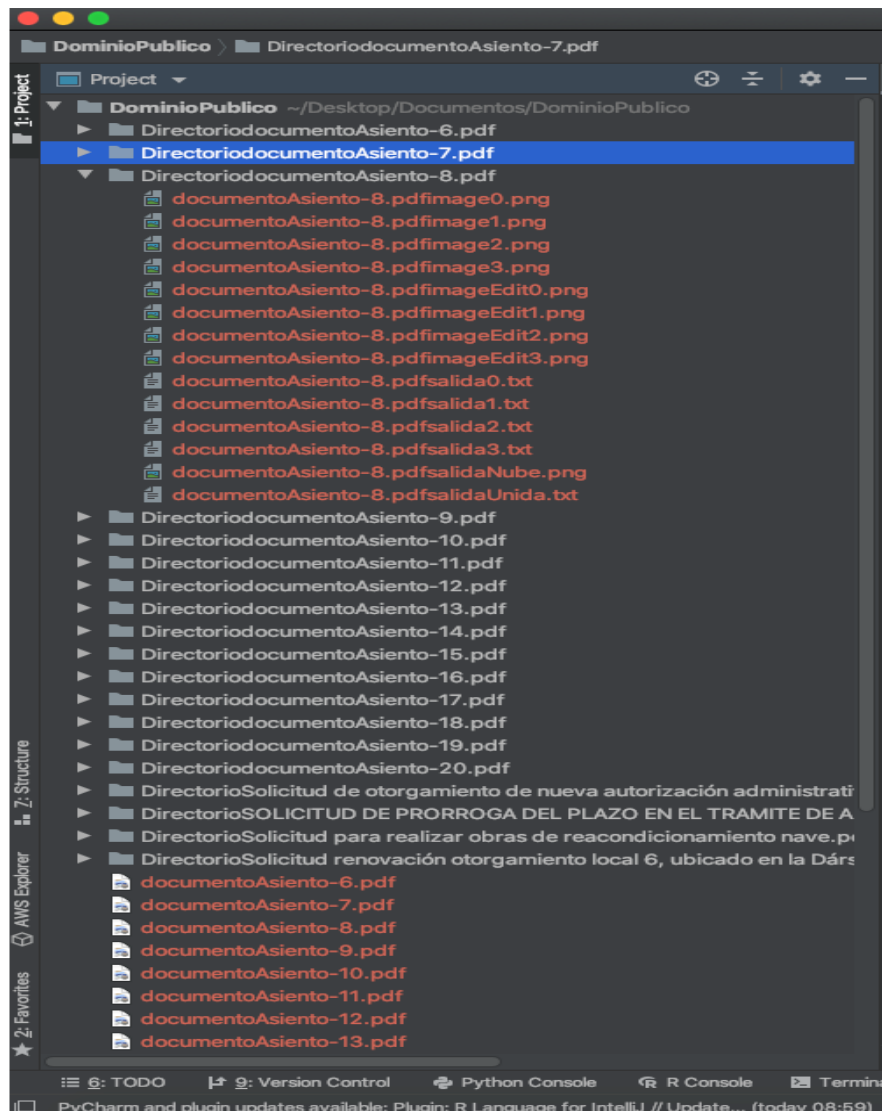 DominioPublico DirectoriodocumentoAsiento-7.pdf
Project
DominioPublico ~/Desktop/Documentos/DominioPublico
DirectoriodocumentoAsiento-6.pdf
DirectoriodocumentoAsiento-7.pdf
DirectoriodocumentoAsiento-8.pdf
documentoAsiento-8.pdfimage0.png
documentoAsiento-8.pdfimage1.png
documentoAsiento-8.pdfimage2.png
documentoAsiento-8.pdfimage3.png
documentoAsiento-8.pdfimageEdit0.png
documentoAsiento-8.pdfimageEdit1.png
documentoAsiento-8.pdfimageEdit2.png
documentoAsiento-8.pdfimageEdit3.png
documentoAsiento-8.pdfsalida0.txt
documentoAsiento-8.pdfsalida1.txt
documentoAsiento-8.pdfsalida2.txt
documentoAsiento-8.pdfsalida3.txt
documentoAsiento-8.pdfsalidaNube.png
documentoAsiento-8.pdfsalidaUnida.txt
DirectoriodocumentoAsiento-9.pdf
DirectoriodocumentoAsiento-10.pdf
DirectoriodocumentoAsiento-11.pdf
DirectoriodocumentoAsiento-12.pdf
DirectoriodocumentoAsiento-13.pdf
DirectoriodocumentoAsiento-14.pdf
DirectoriodocumentoAsiento-15.pdf
DirectoriodocumentoAsiento-16.pdf
DirectoriodocumentoAsiento-17.pdf
DirectoriodocumentoAsiento-18.pdf
DirectoriodocumentoAsiento-19.pdf
DirectoriodocumentoAsiento-20.pdf
DirectorioSolicitud de otorgamiento de nueva autorización administrati
DirectorioSOLICITUD DE PRORROGA DEL PLAZO EN EL TRAMITE DE A
DirectorioSolicitud para realizar obras de reacondicionamiento nave.p
DirectorioSolicitud renovación otorgamiento local 6, ubicado en la Dárs
documentoAsiento-6.pdf
documentoAsiento-7.pdf
documentoAsiento-8.pdf
documentoAsiento-9.pdf
documentoAsiento-10.pdf
documentoAsiento-11.pdf
documentoAsiento-12.pdf
documentoAsiento-13.pdf
1: Project
7: Structure
AWS Explorer
2: Favorites
6: TODO 9: Version Control Python Console R Console Termina
PyCharm and plugin updates available: Plugin: R Language for IntelliJ // Update... (today 08:59)